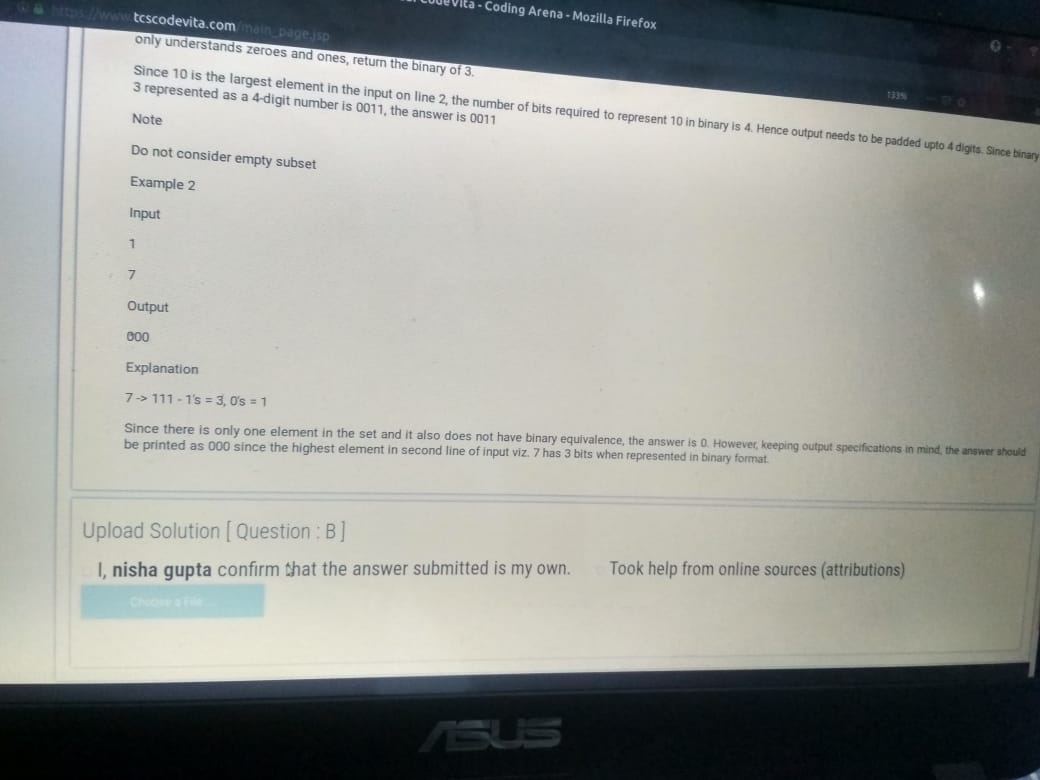 CodeVita - Coding Arena - Mozilla Firefox
https://www.tcscodevita.com/main_page.jsp
133%
only understands zeroes and ones, return the binary of 3.
Since 10 is the largest element in the input on line 2, the number of bits required to represent 10 in binary is 4. Hence output needs to be padded upto 4 digits. Since binary
3 represented as a 4-digit number is 0011, the answer is 0011
Note
Do not consider empty subset
Example 2
Input
1
7
Output
000
Explanation
7 -> 111 - 1's = 3, 0's = 1
Since there is only one element in the set and it also does not have binary equivalence, the answer is 0. However, keeping output specifications in mind, the answer should
be printed as 000 since the highest element in second line of input viz. 7 has 3 bits when represented in binary format.
Upload Solution [ Question : B ]
I, nisha gupta confirm that the answer submitted is my own. Took help from online sources (attributions)
Choose a File ...
ASUS